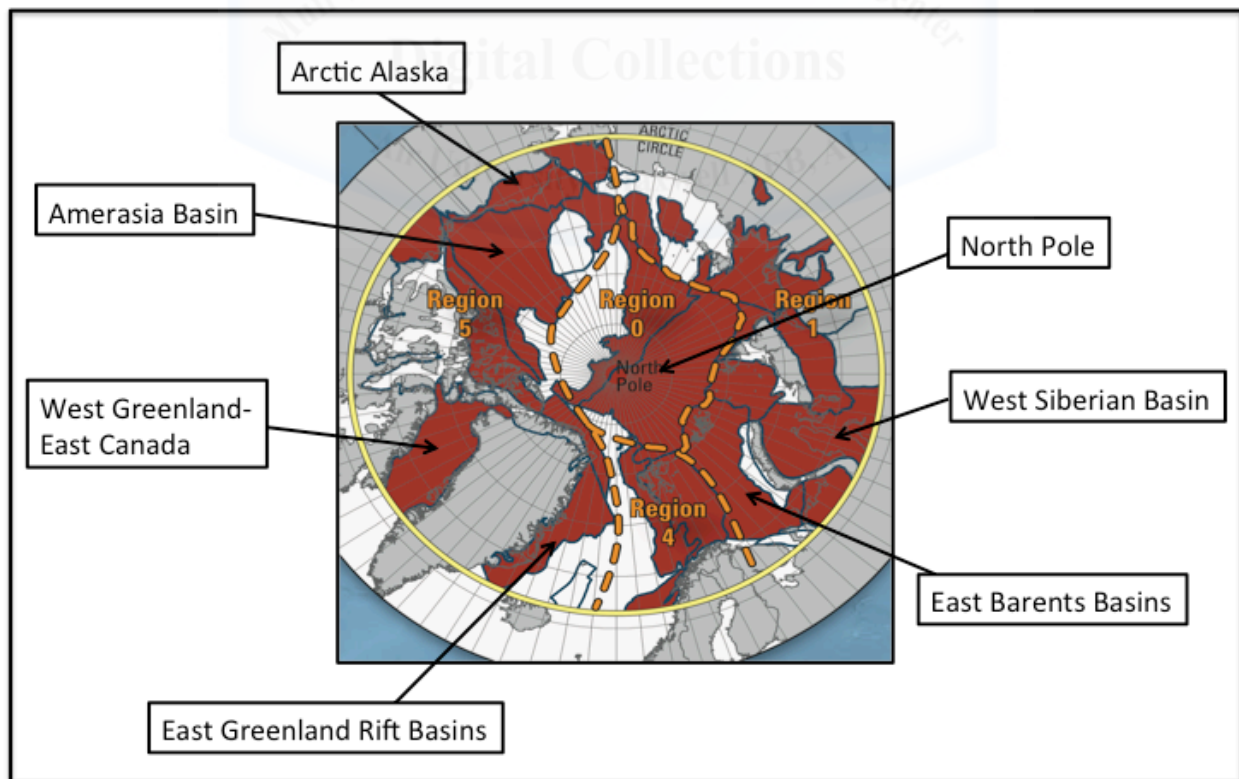 Digital Collections
Arctic Alaska
ARCTIC
CIRCLE
Amerasia Basin
North Pole
Region
5
Region
0
Region
1
North
Pole
West Greenland-
East Canada
West Siberian Basin
Region
4
East Barents Basins
East Greenland Rift Basins